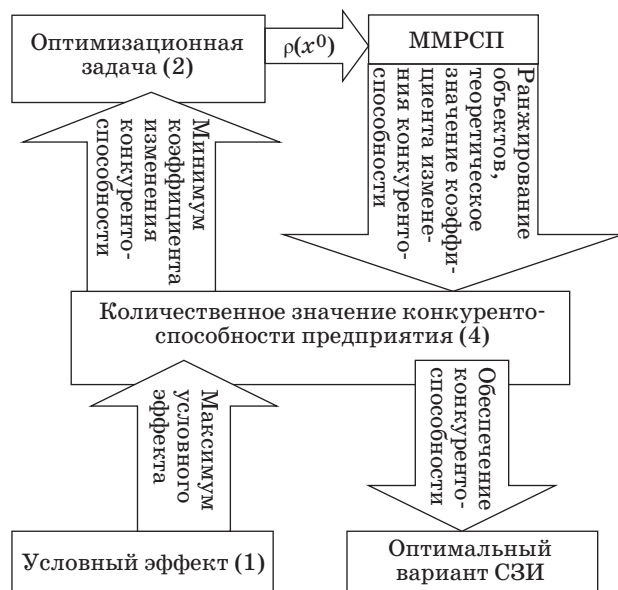 Оптимизационная
задача (2)
ρ(x⁰)
ММРСП
Минимум
коэффициента
изменения
конкуренто-
способности
Ранжирование
объектов,
теоретическое
значение коэффи-
циента измене-
ния конкуренто-
способности
Количественное значение конкуренто-
способности предприятия (4)
Максимум
условного
эффекта
Обеспечение
конкуренто-
способности
Условный эффект (1)
Оптимальный
вариант СЗИ